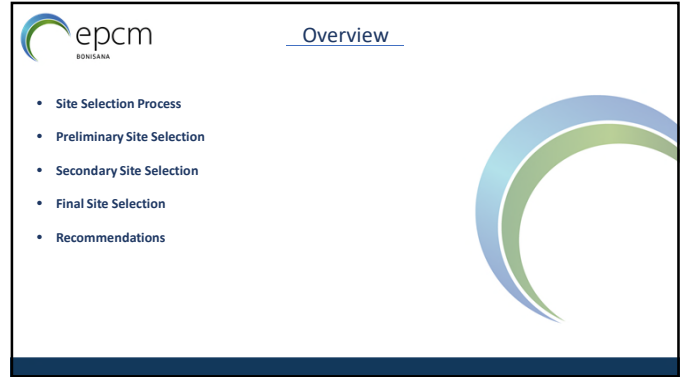 epcm
BONISANA
Overview
• Site Selection Process
• Preliminary Site Selection
• Secondary Site Selection
• Final Site Selection
• Recommendations